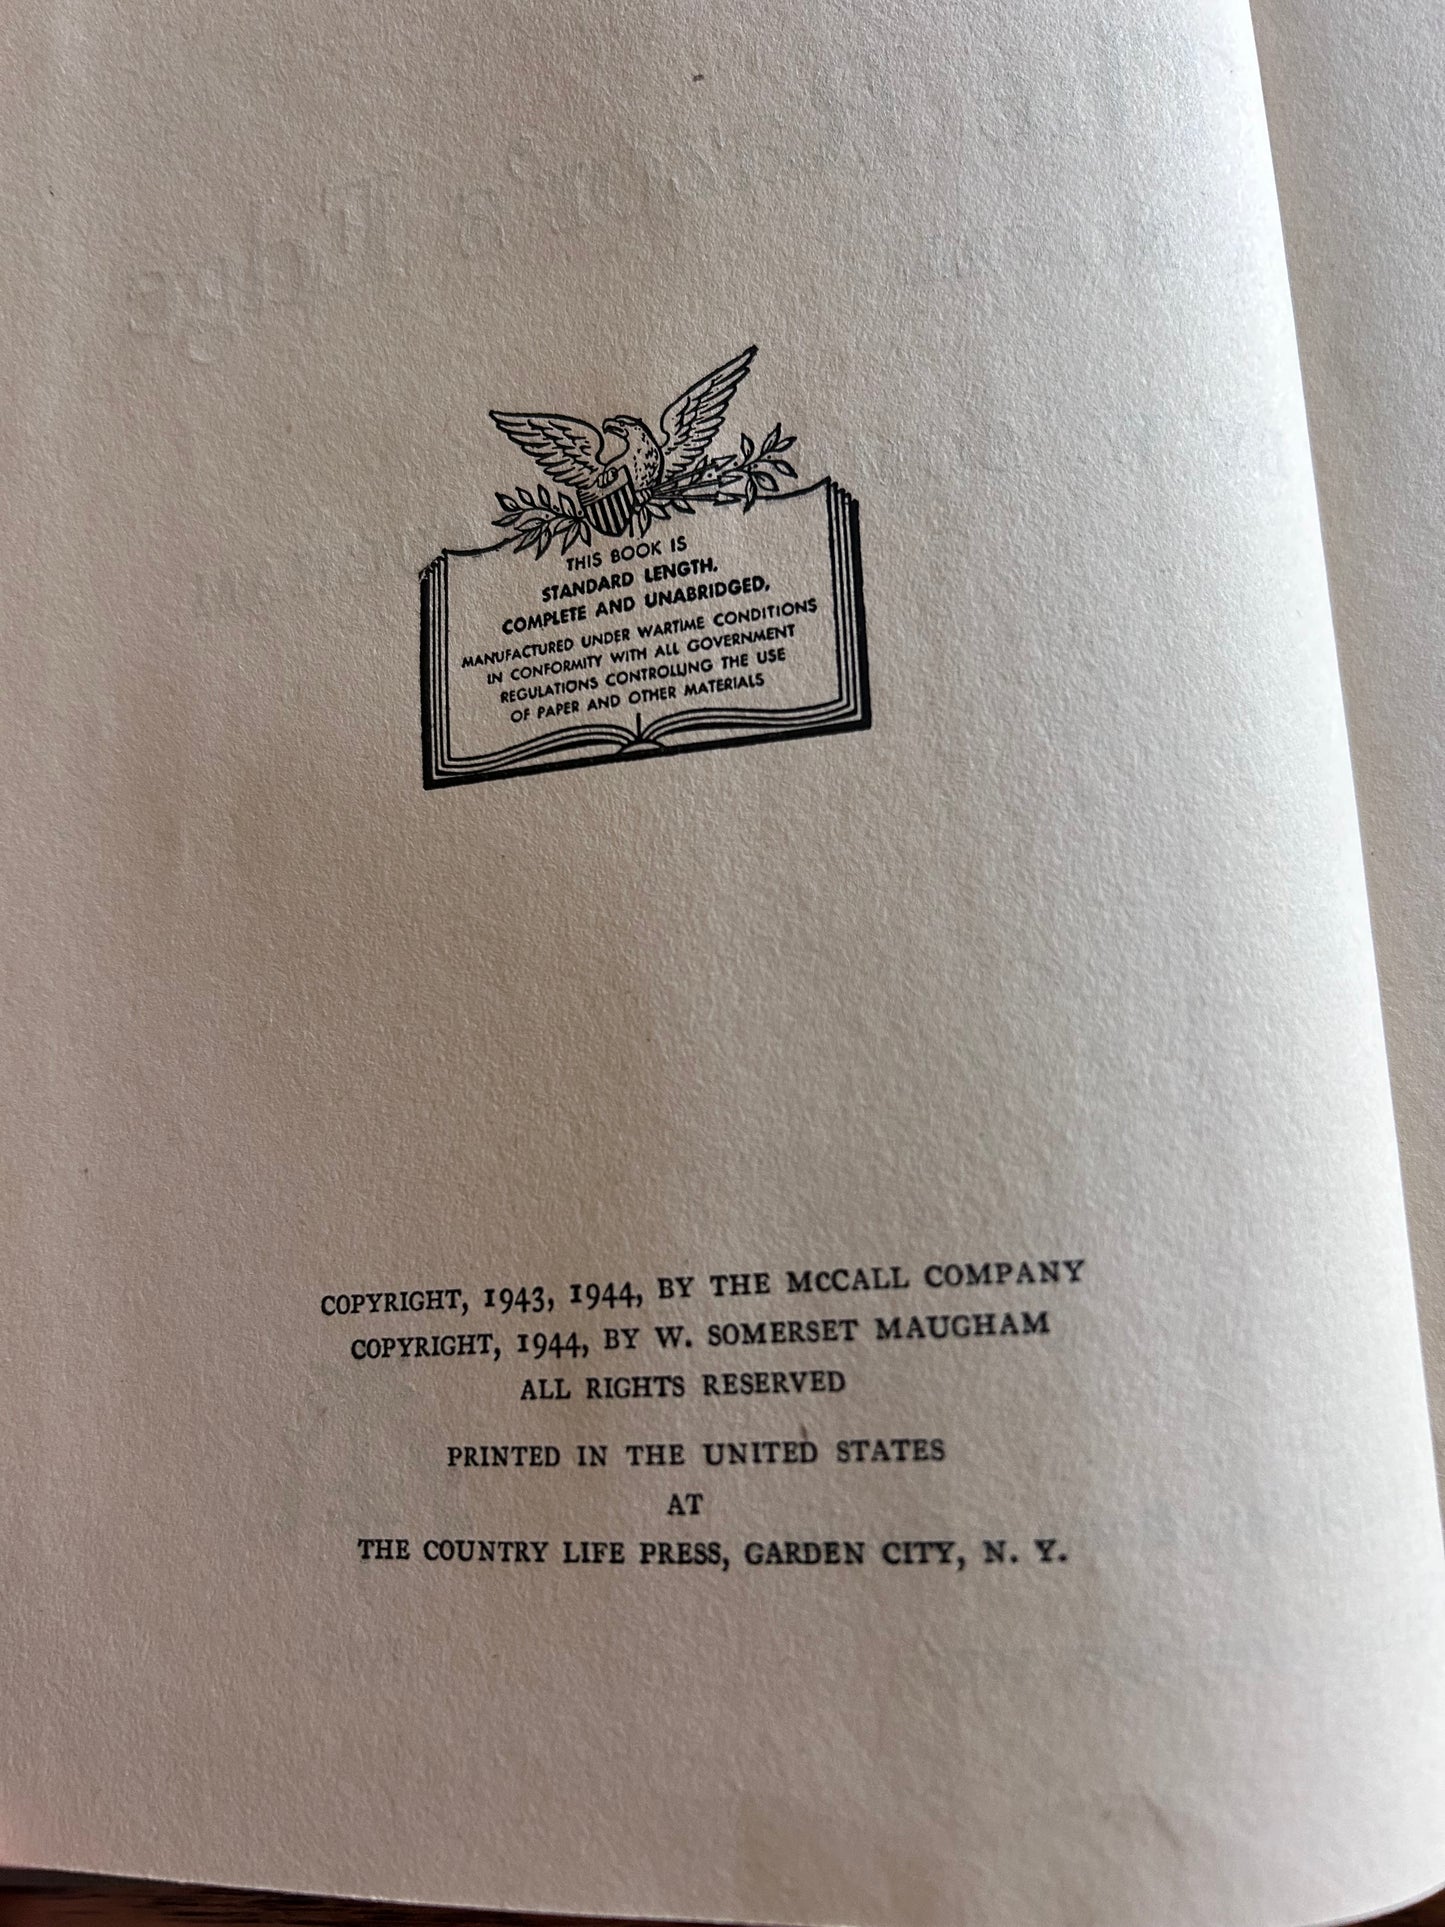 THIS BOOK IS
STANDARD LENGTH,
COMPLETE AND UNABRIDGED,
MANUFACTURED UNDER WARTIME CONDITIONS
IN CONFORMITY WITH ALL GOVERNMENT
REGULATIONS CONTROLLING THE USE
OF PAPER AND OTHER MATERIALS
COPYRIGHT, 1943, 1944, BY THE MCCALL COMPANY
COPYRIGHT, 1944, BY W. SOMERSET MAUGHAM
ALL RIGHTS RESERVED
PRINTED IN THE UNITED STATES
AT
THE COUNTRY LIFE PRESS, GARDEN CITY, N. Y.